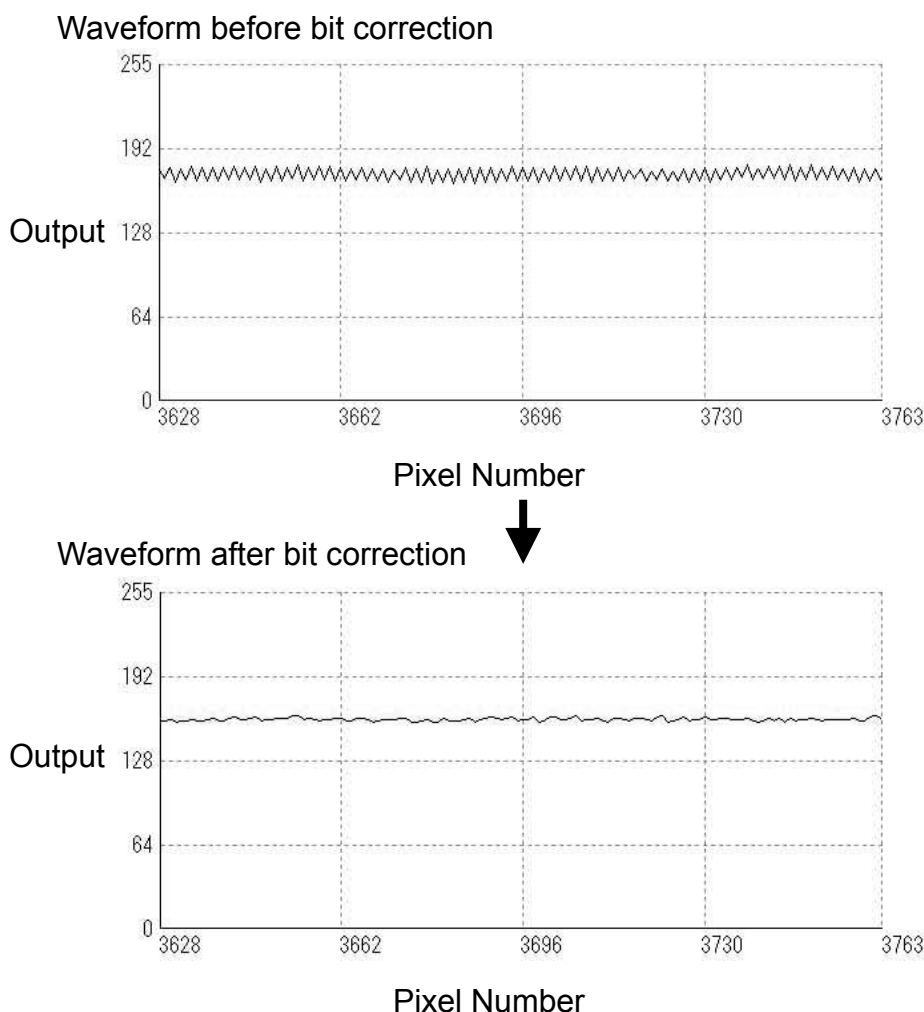 Waveform before bit correction
255
192
Output 128
64
0
3628 3662 3696 3730 3763
Pixel Number
Waveform after bit correction
255
192
Output 128
64
0
3628 3662 3696 3730 3763
Pixel Number